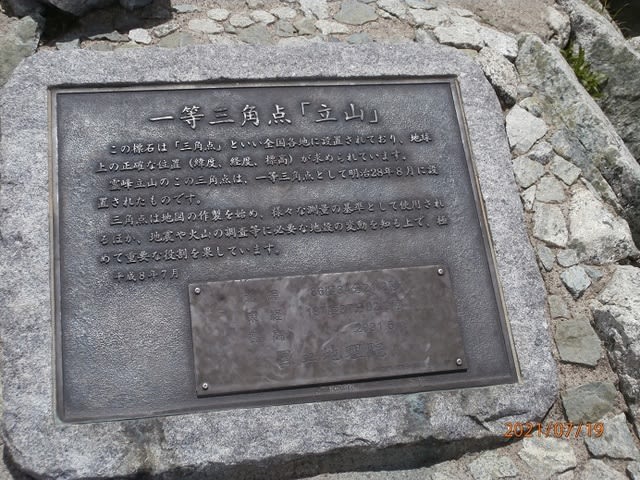 一等三角点「立山」
この標石は「三角点」といい全国各地に設置されており、地球
上の正確な位置（緯度、経度、標高）が求められています。
霊峰立山のこの三角点は、一等三角点として明治28年8月に設
置されたものです。
三角点は地図の作製を始め、様々な測量の基準として使用され
るほか、地震や火山の調査等に必要な地殻の変動を知る上で、極
めて重要な役割を果しています。
平成8年7月
2021/07/19